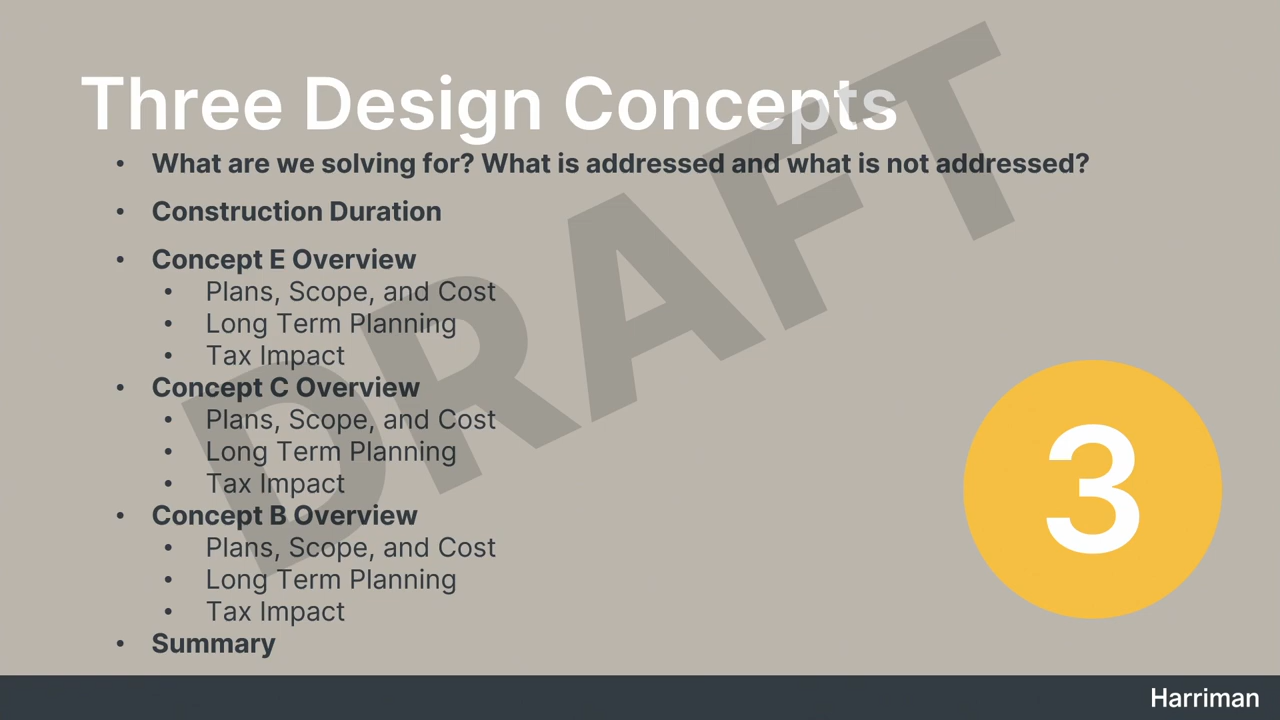 Three Design Concepts
• What are we solving for? What is addressed and what is not addressed?
• Construction Duration
• Concept E Overview
• Plans, Scope, and Cost
• Long Term Planning
• Tax Impact
• Concept C Overview
• Plans, Scope, and Cost
• Long Term Planning
• Tax Impact
• Concept B Overview
• Plans, Scope, and Cost
• Long Term Planning
• Tax Impact
• Summary
DRAFT
3
Harriman